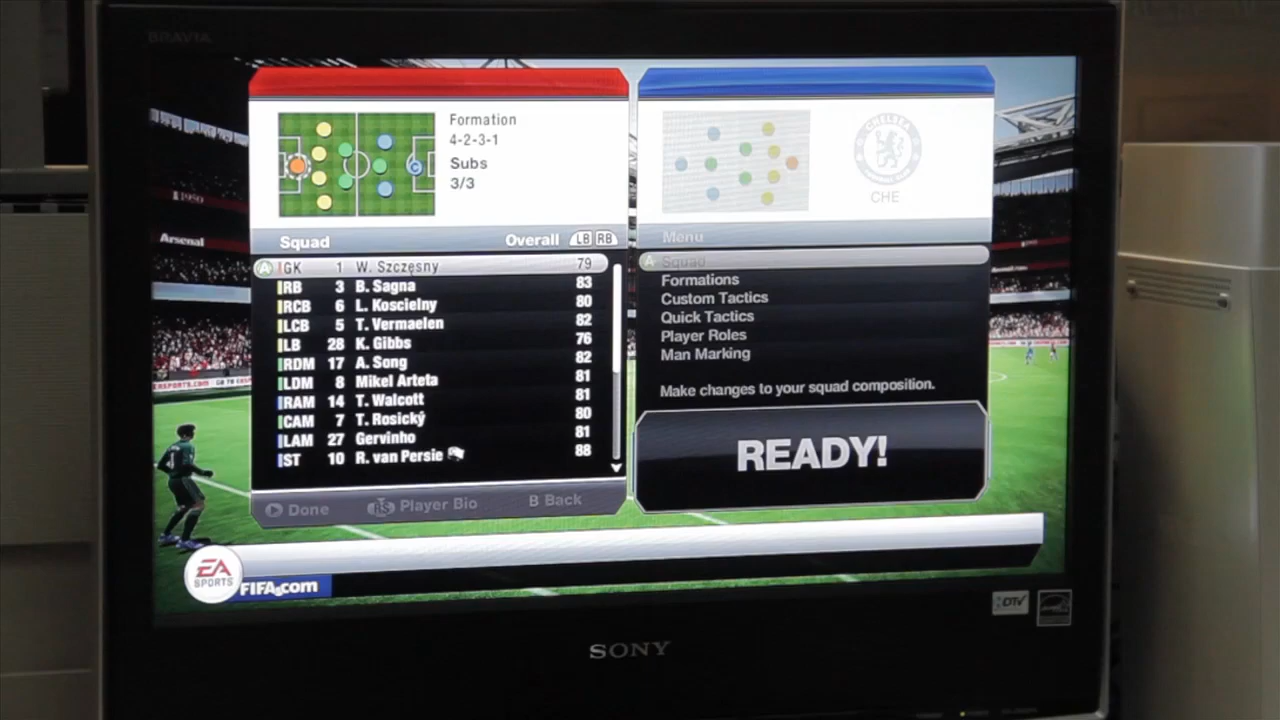 BRAVIA
Formation
4-2-3-1
Subs
3/3
CHELSEA
CHE
Arsenal
Squad Overall LB RB
A GK 1 W. Szczęsny 79
RB 3 B. Sagna 83
RCB 6 L. Koscielny 80
LCB 5 T. Vermaelen 82
LB 28 K. Gibbs 76
RDM 17 A. Song 82
LDM 8 Mikel Arteta 81
RAM 14 T. Walcott 81
CAM 7 T. Rosický 80
LAM 27 Gervinho 81
ST 10 R. van Persie 88
Done RS Player Bio B Back
Menu
A Squad
Formations
Custom Tactics
Quick Tactics
Player Roles
Man Marking
Make changes to your squad composition.
READY!
EA
SPORTS
FIFA.com
DTV
SONY